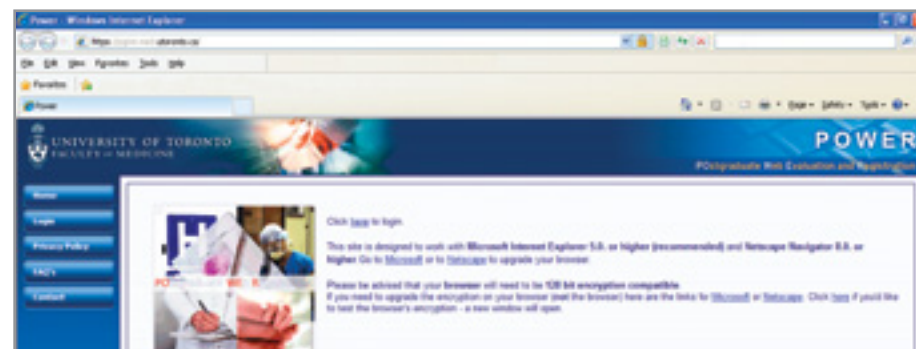 Power - Windows Internet Explorer
File Edit View Favorites Tools Help
Favorites
Power
Page Safety Tools
UNIVERSITY OF TORONTO
FACULTY OF MEDICINE
POWER
POstgraduate Web Evaluation and Registration
Home
Login
Privacy Policy
FAQ's
Contact
Click here to login.
This site is designed to work with Microsoft Internet Explorer 5.0. or higher (recommended) and Netscape Navigator 8.0. or
higher Go to Microsoft or to Netscape to upgrade your browser.
Please be advised that your browser will need to be 128 bit encryption compatible
If you need to upgrade the encryption on your browser (not the browser) here are the links for Microsoft or Netscape. Click here if you'd like
to test the browser's encryption - a new window will open.